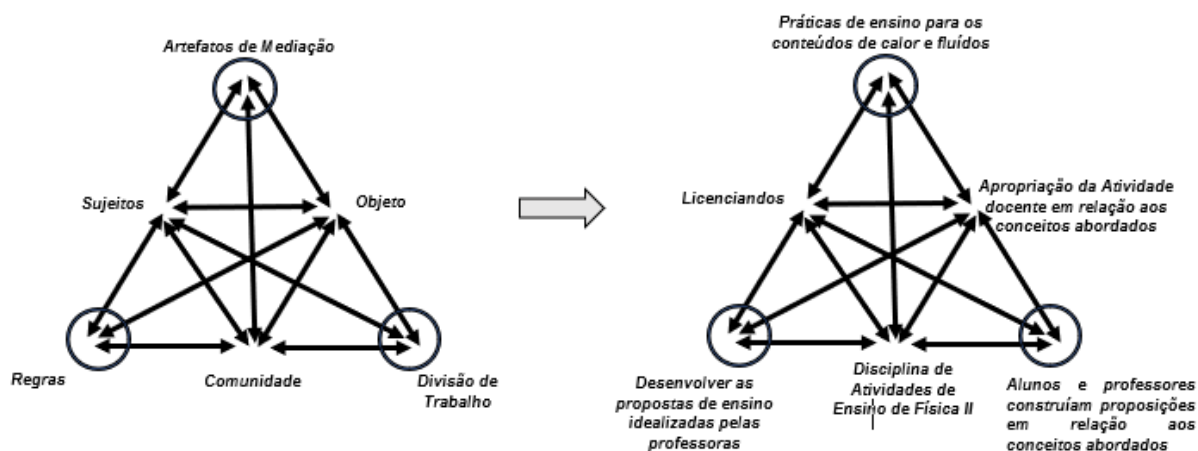 Artefatos de Mediação
Sujeitos
Objeto
Regras
Comunidade
Divisão de
Trabalho
Práticas de ensino para os
conteúdos de calor e fluídos
Licenciandos
Apropriação da Atividade
docente em relação aos
conceitos abordados
Desenvolver as
propostas de ensino
idealizadas pelas
professoras
Disciplina de
Atividades de
Ensino de Física II
Alunos e professores
construíam proposições
em relação aos
conceitos abordados